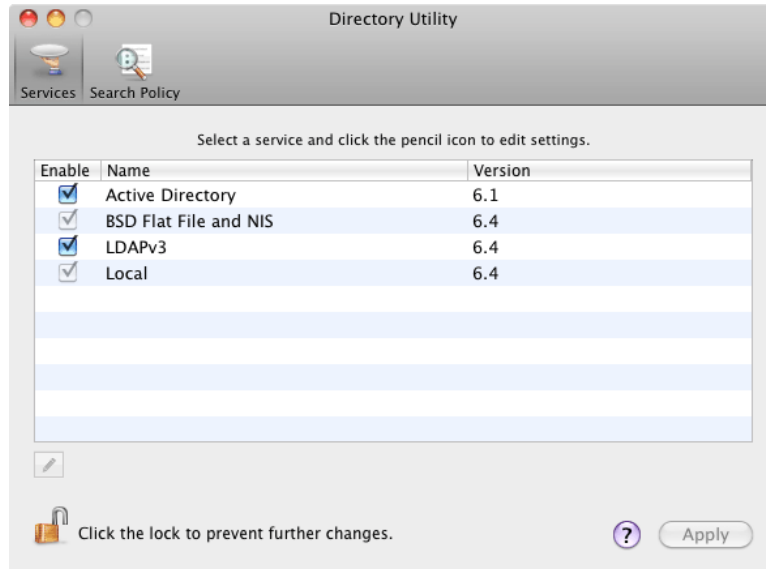 Directory Utility
Services Search Policy
Select a service and click the pencil icon to edit settings.
Enable Name Version
Active Directory 6.1
BSD Flat File and NIS 6.4
LDAPv3 6.4
Local 6.4
Click the lock to prevent further changes. ? Apply